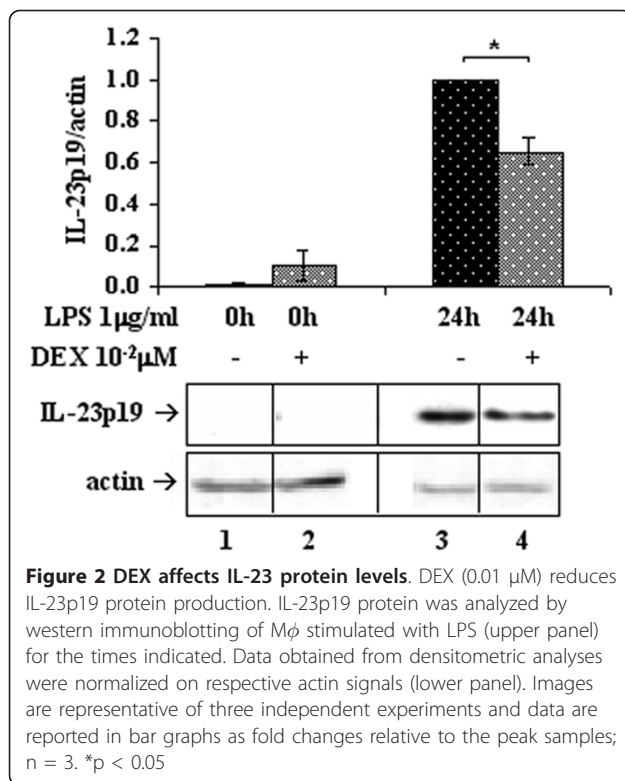 1.2
*
1.0
0.8
0.6
0.4
0.2
0.0
IL-23p19/actin
LPS 1µg/ml 0h 0h 24h 24h
DEX 10⁻²µM - + - +
IL-23p19 →
actin →
1 2 3 4
Figure 2 DEX affects IL-23 protein levels. DEX (0.01 μM) reduces
IL-23p19 protein production. IL-23p19 protein was analyzed by
western immunoblotting of Mϕ stimulated with LPS (upper panel)
for the times indicated. Data obtained from densitometric analyses
were normalized on respective actin signals (lower panel). Images
are representative of three independent experiments and data are
reported in bar graphs as fold changes relative to the peak samples;
n = 3. *p < 0.05